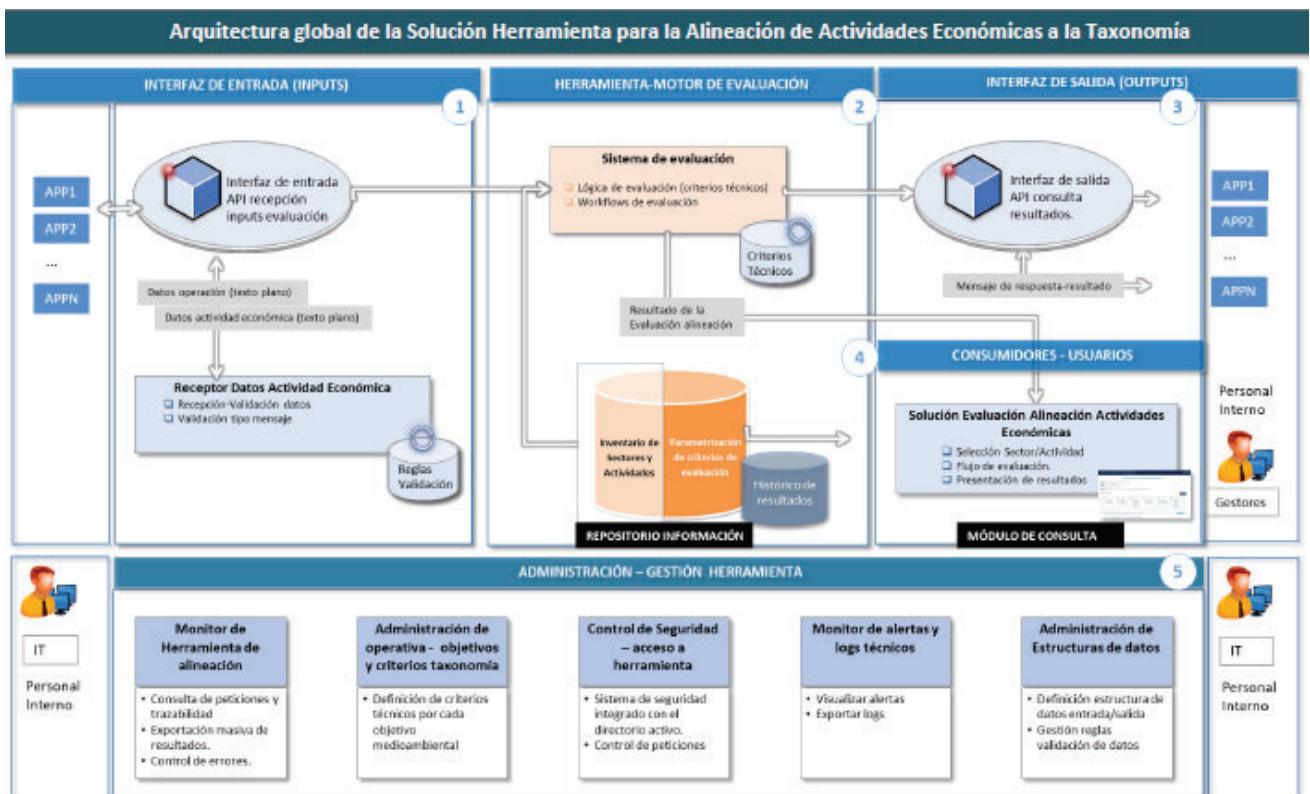 Arquitectura global de la Solución Herramienta para la Alineación de Actividades Económicas a la Taxonomía
INTERFAZ DE ENTRADA (INPUTS)
1
APP1
APP2
...
APPN
Interfaz de entrada
API recepción
inputs evaluación
Datos operación (texto plano)
Datos actividad económica (texto plano)
Receptor Datos Actividad Económica
Recepción-Validación datos
Validación tipo mensaje
Reglas
Validación
HERRAMIENTA-MOTOR DE EVALUACIÓN
2
Sistema de evaluación
Lógica de evaluación (criterios técnicos)
Workflows de evaluación
Criterios
Técnicos
Resultado de la
Evaluación alineación
4
Inventario de
Sectores y
Actividades
Parametrización
de criterios de
evaluación
Histórico de
resultados
REPOSITORIO INFORMACIÓN
INTERFAZ DE SALIDA (OUTPUTS)
3
Interfaz de salida
API consulta
resultados.
Mensaje de respuesta-resultado
APP1
APP2
...
APPN
CONSUMIDORES - USUARIOS
Solución Evaluación Alineación Actividades
Económicas
Selección Sector/Actividad
Flujo de evaluación.
Presentación de resultados
MÓDULO DE CONSULTA
Personal
Interno
Gestores
ADMINISTRACIÓN – GESTIÓN HERRAMIENTA
5
IT
Personal
Interno
Monitor de
Herramienta de
alineación
• Consulta de peticiones y
trazabilidad
• Exportación masiva de
resultados.
• Control de errores.
Administración de
operativa - objetivos
y criterios taxonomía
• Definición de criterios
técnicos por cada
objetivo
medioambiental
Control de Seguridad
– acceso a
herramienta
• Sistema de seguridad
integrado con el
directorio activo.
• Control de peticiones
Monitor de alertas y
logs técnicos
• Visualizar alertas
• Exportar logs
Administración de
Estructuras de datos
• Definición estructura de
datos entrada/salida
• Gestión reglas
validación de datos
IT
Personal
Interno